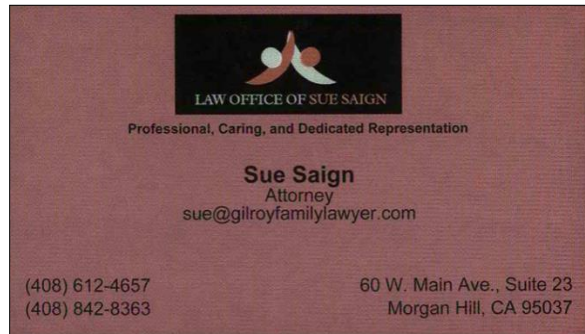 LAW OFFICE OF SUE SAIGN
Professional, Caring, and Dedicated Representation
Sue Saign
Attorney
sue@gilroyfamilylawyer.com
(408) 612-4657
(408) 842-8363
60 W. Main Ave., Suite 23
Morgan Hill, CA 95037